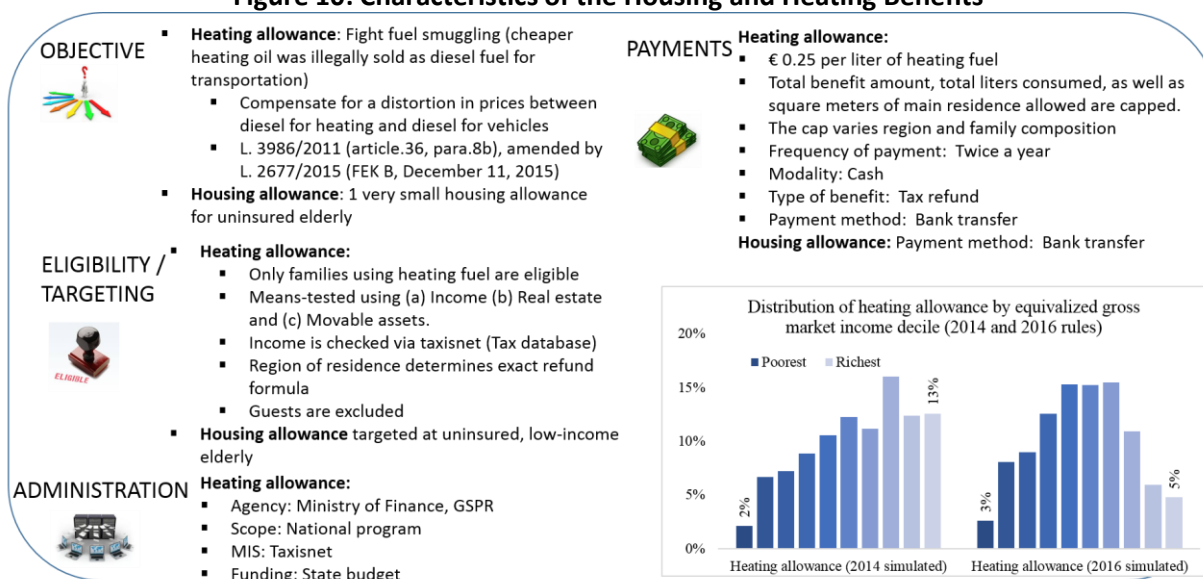 Figure 10: Characteristics of the Housing and Heating Benefits
OBJECTIVE
▪ Heating allowance: Fight fuel smuggling (cheaper
heating oil was illegally sold as diesel fuel for
transportation)
▪ Compensate for a distortion in prices between
diesel for heating and diesel for vehicles
▪ L. 3986/2011 (article.36, para.8b), amended by
L. 2677/2015 (FEK B, December 11, 2015)
▪ Housing allowance: 1 very small housing allowance
for uninsured elderly
ELIGIBILITY /
TARGETING
ELIGIBLE
▪ Heating allowance:
▪ Only families using heating fuel are eligible
▪ Means-tested using (a) Income (b) Real estate
and (c) Movable assets.
▪ Income is checked via taxisnet (Tax database)
▪ Region of residence determines exact refund
formula
▪ Guests are excluded
▪ Housing allowance targeted at uninsured, low-income
elderly
ADMINISTRATION
Heating allowance:
▪ Agency: Ministry of Finance, GSPR
▪ Scope: National program
▪ MIS: Taxisnet
▪ Funding: State budget
PAYMENTS
Heating allowance:
▪ € 0.25 per liter of heating fuel
▪ Total benefit amount, total liters consumed, as well as
square meters of main residence allowed are capped.
▪ The cap varies region and family composition
▪ Frequency of payment: Twice a year
▪ Modality: Cash
▪ Type of benefit: Tax refund
▪ Payment method: Bank transfer
Housing allowance: Payment method: Bank transfer
Distribution of heating allowance by equivalized gross
market income decile (2014 and 2016 rules)
Poorest Richest
20%
15%
10%
5%
0%
2%
13%
3%
5%
Heating allowance (2014 simulated)
Heating allowance (2016 simulated)